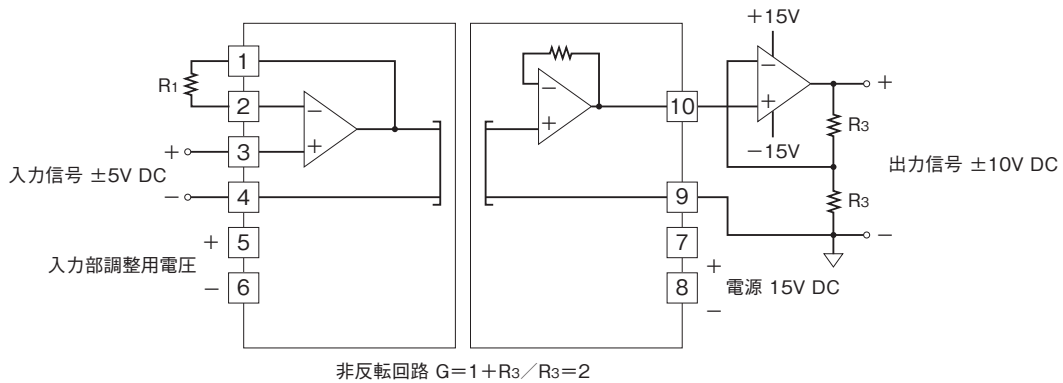 +15V
1
R1
2
−
+
3
+
入力信号 ±5V DC
−
4
+
5
入力部調整用電圧
−
6
−
+
10
−
+
−15V
+
R3
出力信号 ±10V DC
R3
9
−
7
+
電源 15V DC
8
−
非反転回路 G=1+R3／R3=2